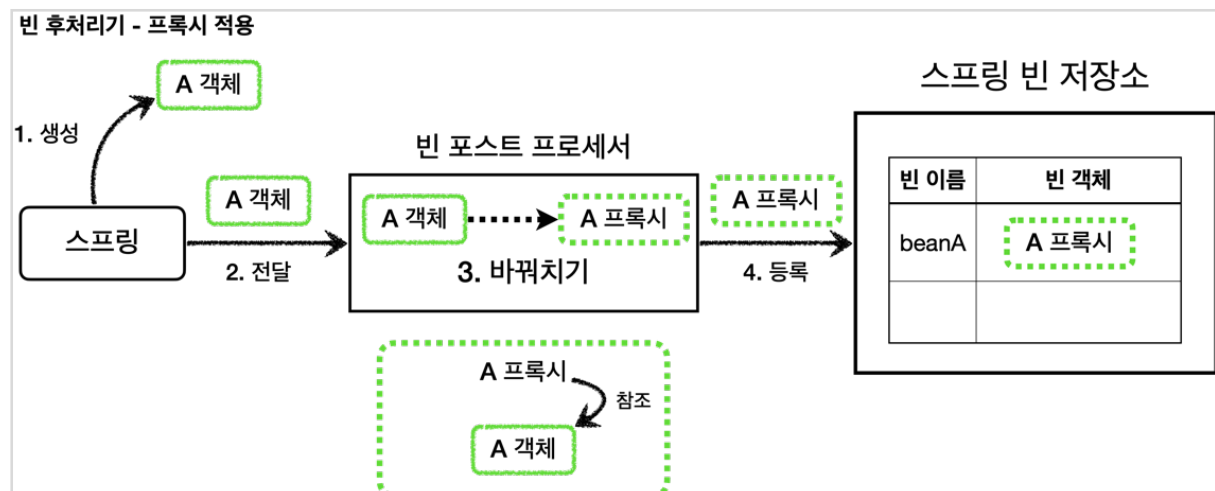 빈 후처리기 - 프록시 적용
A 객체
1. 생성
스프링
A 객체
2. 전달
빈 포스트 프로세서
A 객체
A 프록시
3. 바꿔치기
A 프록시
4. 등록
스프링 빈 저장소
빈 이름 빈 객체
beanA A 프록시
A 프록시
참조
A 객체